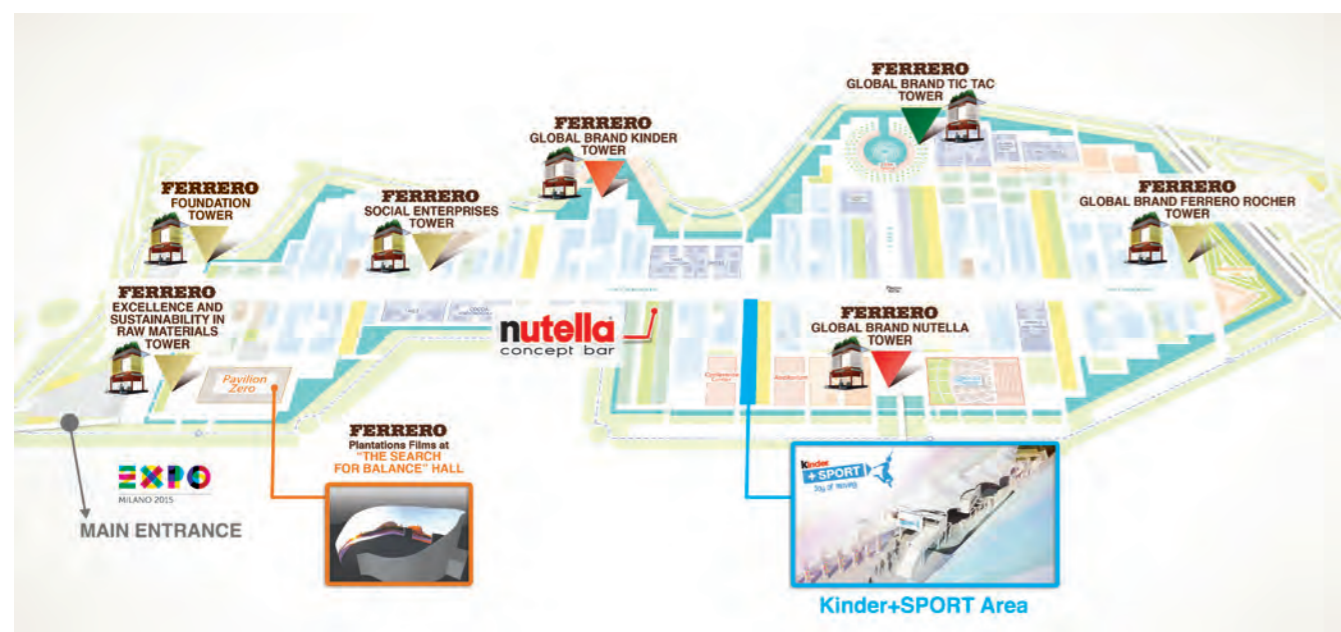 FERRERO
GLOBAL BRAND TIC TAC
TOWER
FERRERO
GLOBAL BRAND KINDER
TOWER
FERRERO
FOUNDATION
TOWER
FERRERO
SOCIAL ENTERPRISES
TOWER
FERRERO
GLOBAL BRAND FERRERO ROCHER
TOWER
FERRERO
EXCELLENCE AND
SUSTAINABILITY IN
RAW MATERIALS
TOWER
nutella
concept bar
FERRERO
GLOBAL BRAND NUTELLA
TOWER
Pavilion
Zero
Conference
Center
Auditorium
FERRERO
Plantations Films at
"THE SEARCH
FOR BALANCE" HALL
EXPO
MILANO 2015
MAIN ENTRANCE
Kinder
+SPORT
Joy of moving
Kinder+SPORT Area